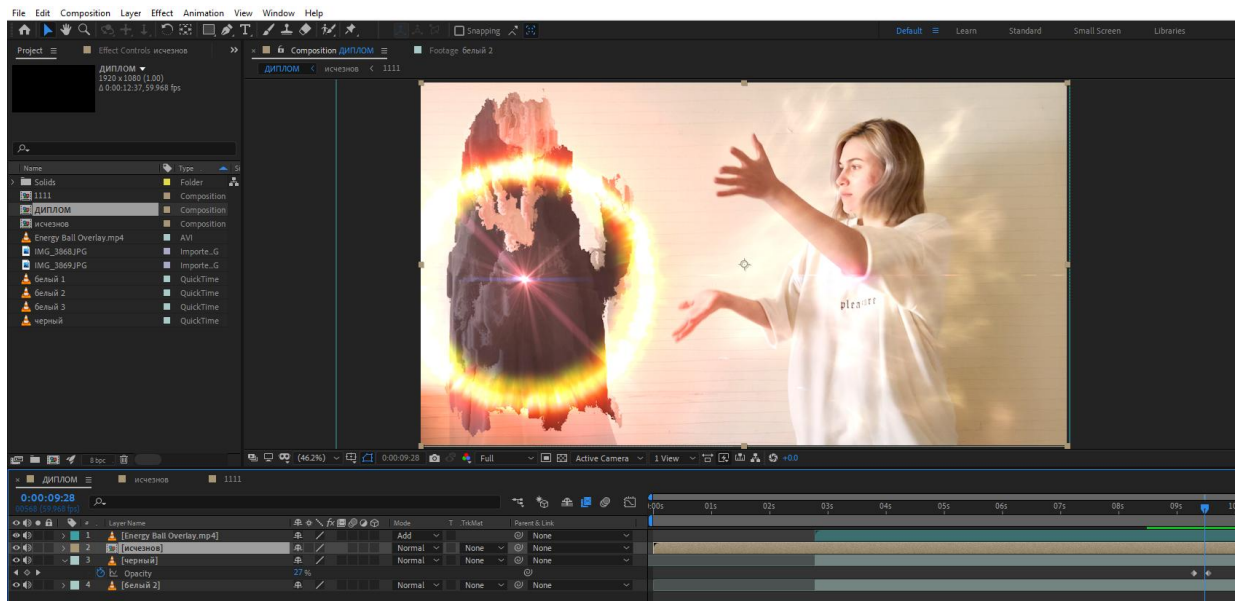 File Edit Composition Layer Effect Animation View Window Help
Snapping Default Learn Standard Small Screen Libraries
Project Effect Controls исчезнов Composition ДИПЛОМ Footage белый 2
ДИПЛОМ исчезнов 1111
ДИПЛОМ
1920 x 1080 (1.00)
Δ 0:00:12:37, 59.968 fps
Name Type Si
Solids Folder
1111 Composition
ДИПЛОМ Composition
исчезнов Composition
Energy Ball Overlay.mp4 AVI
IMG_3868.JPG Importe..G
IMG_3869.JPG Importe..G
белый 1 QuickTime
белый 2 QuickTime
белый 3 QuickTime
черный QuickTime
8 bpc (46.2%) 0:00:09:28 Full Active Camera 1 View +0.0
ДИПЛОМ исчезнов 1111
0:00:09:28
00568 (59.968 fps)
:00s 01s 02s 03s 04s 05s 06s 07s 08s 09s 10
# Layer Name Mode T .TrkMat Parent & Link
1 [Energy Ball Overlay.mp4] Add None
2 [исчезнов] Normal None None
3 [черный] Normal None None
Opacity 27 %
4 [белый 2] Normal None None